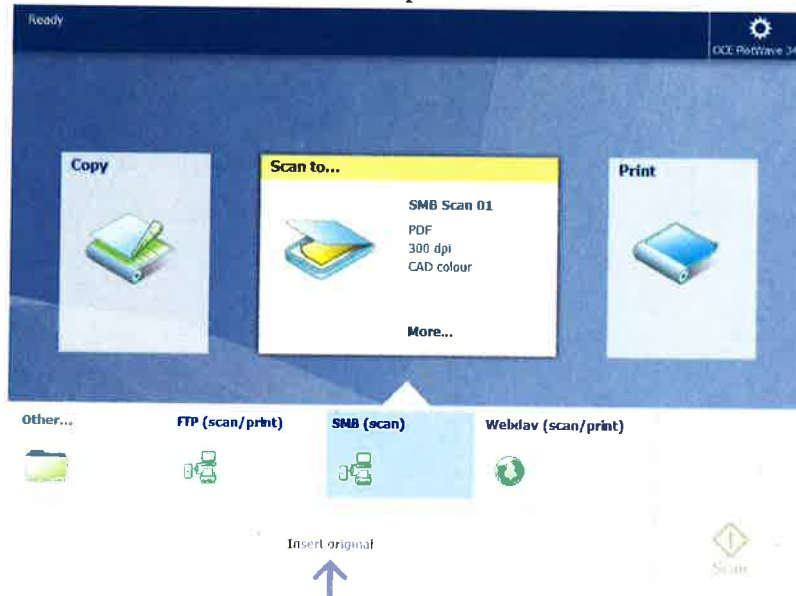 Ready
OCE PlotWave 34
Copy
Scan to...
Print
SMB Scan 01
PDF
300 dpi
CAD colour
More...
Other...
FTP (scan/print)
SMB (scan)
Webdav (scan/print)
Insert original
Scan